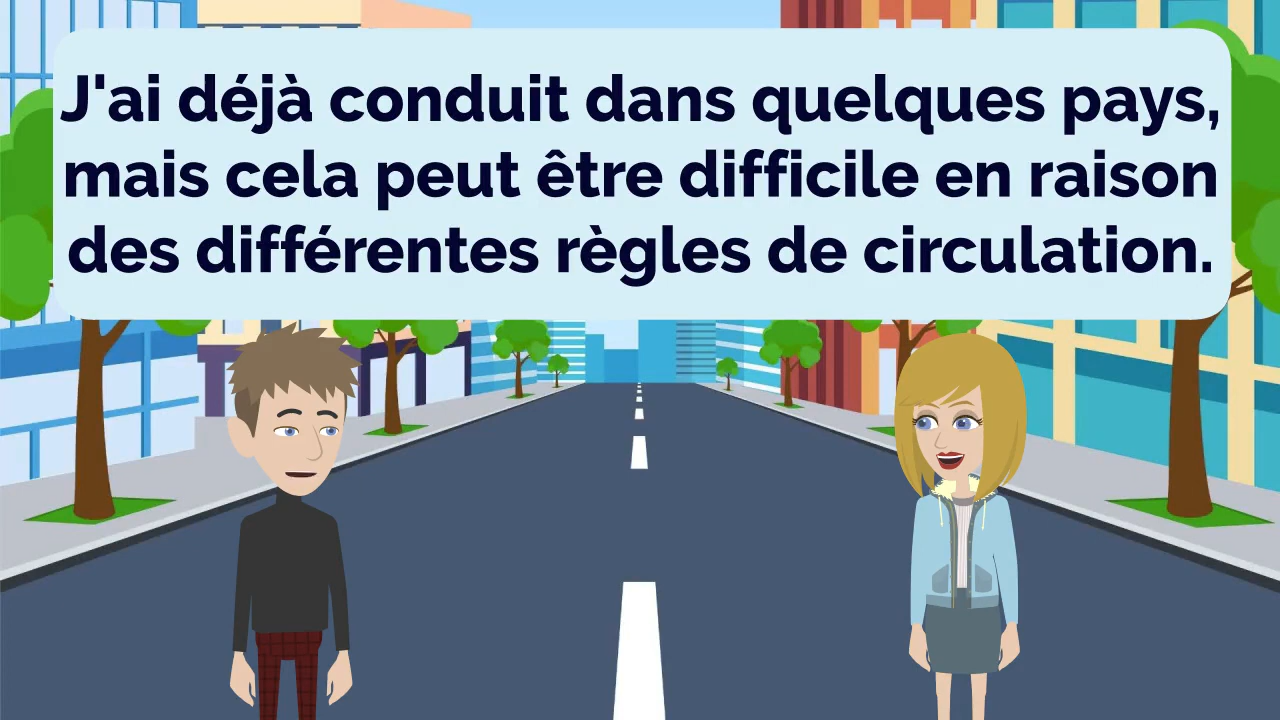 J'ai déjà conduit dans quelques pays,
mais cela peut être difficile en raison
des différentes règles de circulation.